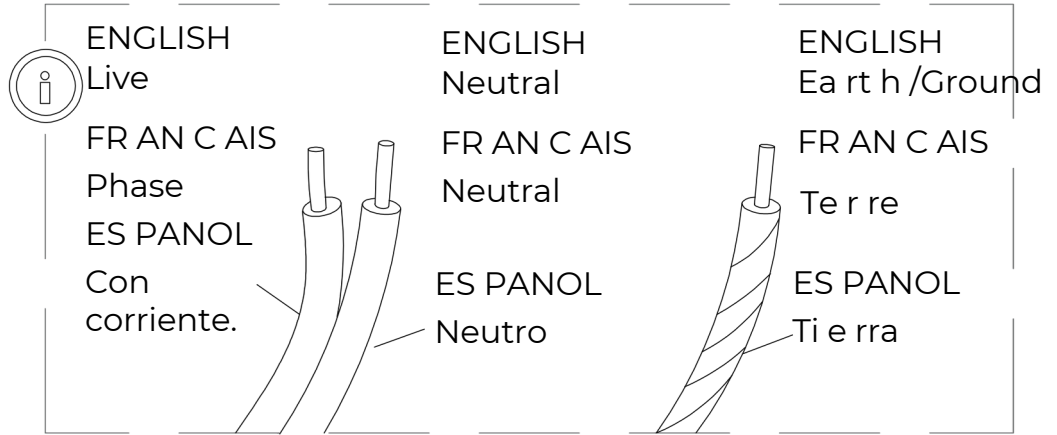 ENGLISH
Live
FR AN C AIS
Phase
ES PANOL
Con
corriente.
ENGLISH
Neutral
FR AN C AIS
Neutral
ES PANOL
Neutro
ENGLISH
Ea rt h /Ground
FR AN C AIS
Te r re
ES PANOL
Ti e rra